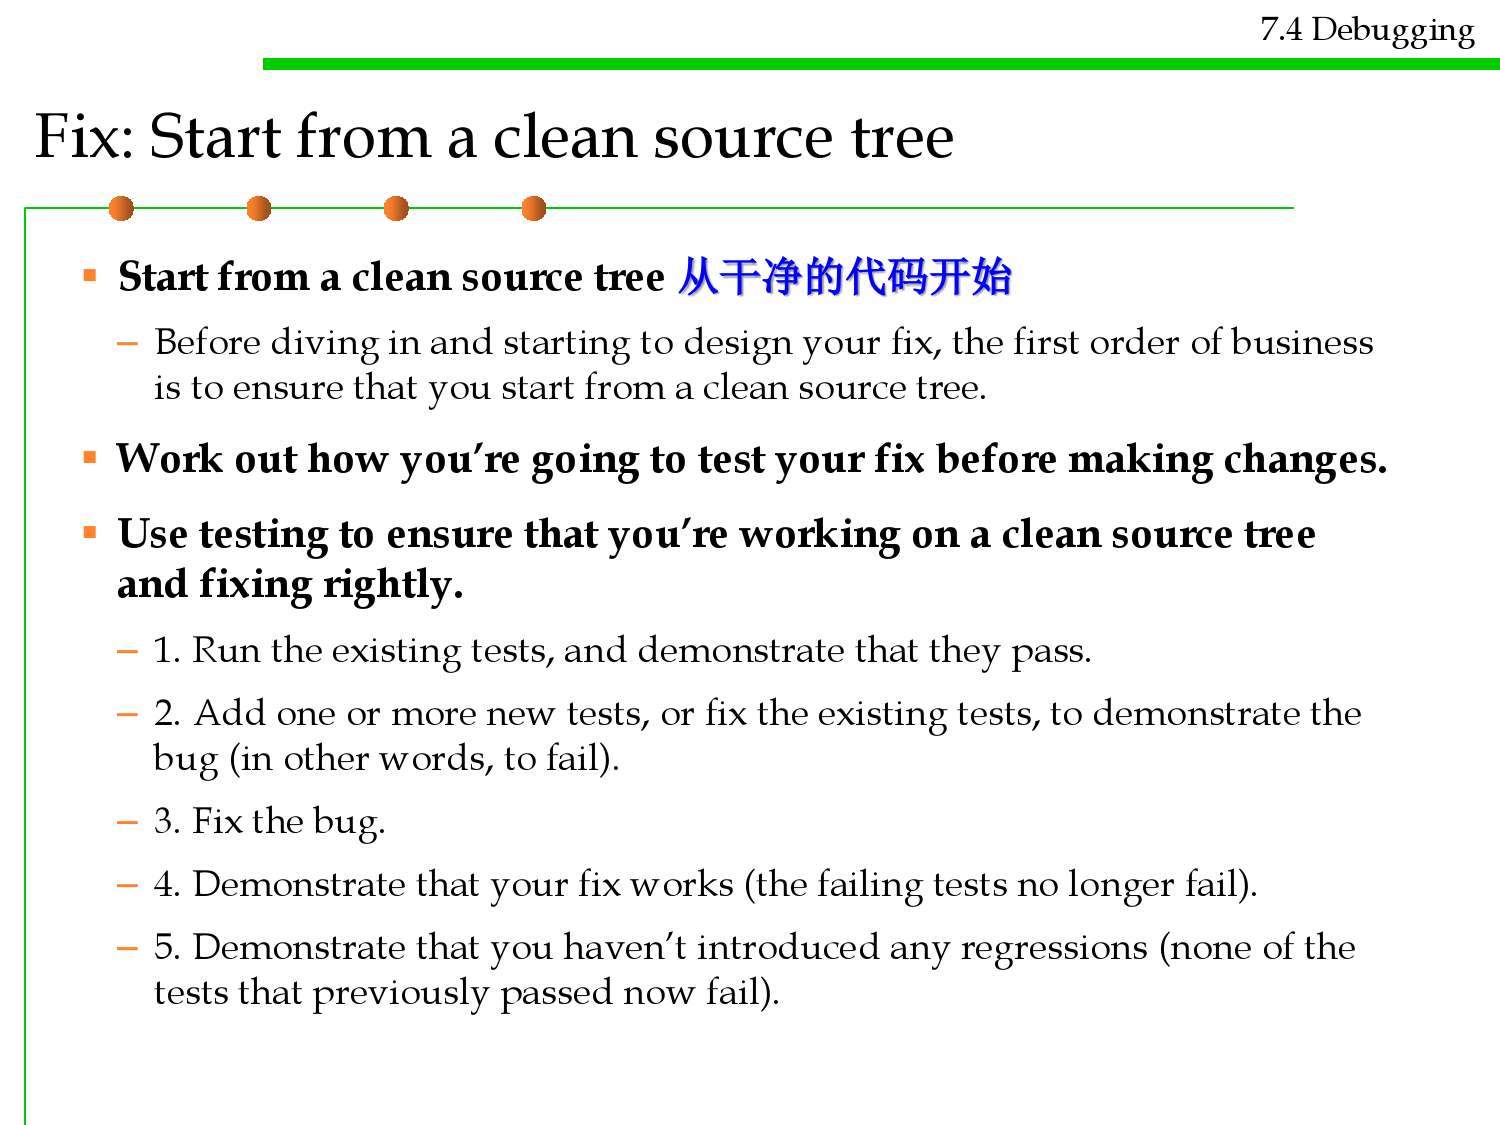 7.4 Debugging
Fix: Start from a clean source tree
▪ Start from a clean source tree 从干净的代码开始
– Before diving in and starting to design your fix, the first order of business
is to ensure that you start from a clean source tree.
▪ Work out how you’re going to test your fix before making changes.
▪ Use testing to ensure that you’re working on a clean source tree
and fixing rightly.
– 1. Run the existing tests, and demonstrate that they pass.
– 2. Add one or more new tests, or fix the existing tests, to demonstrate the
bug (in other words, to fail).
– 3. Fix the bug.
– 4. Demonstrate that your fix works (the failing tests no longer fail).
– 5. Demonstrate that you haven’t introduced any regressions (none of the
tests that previously passed now fail).